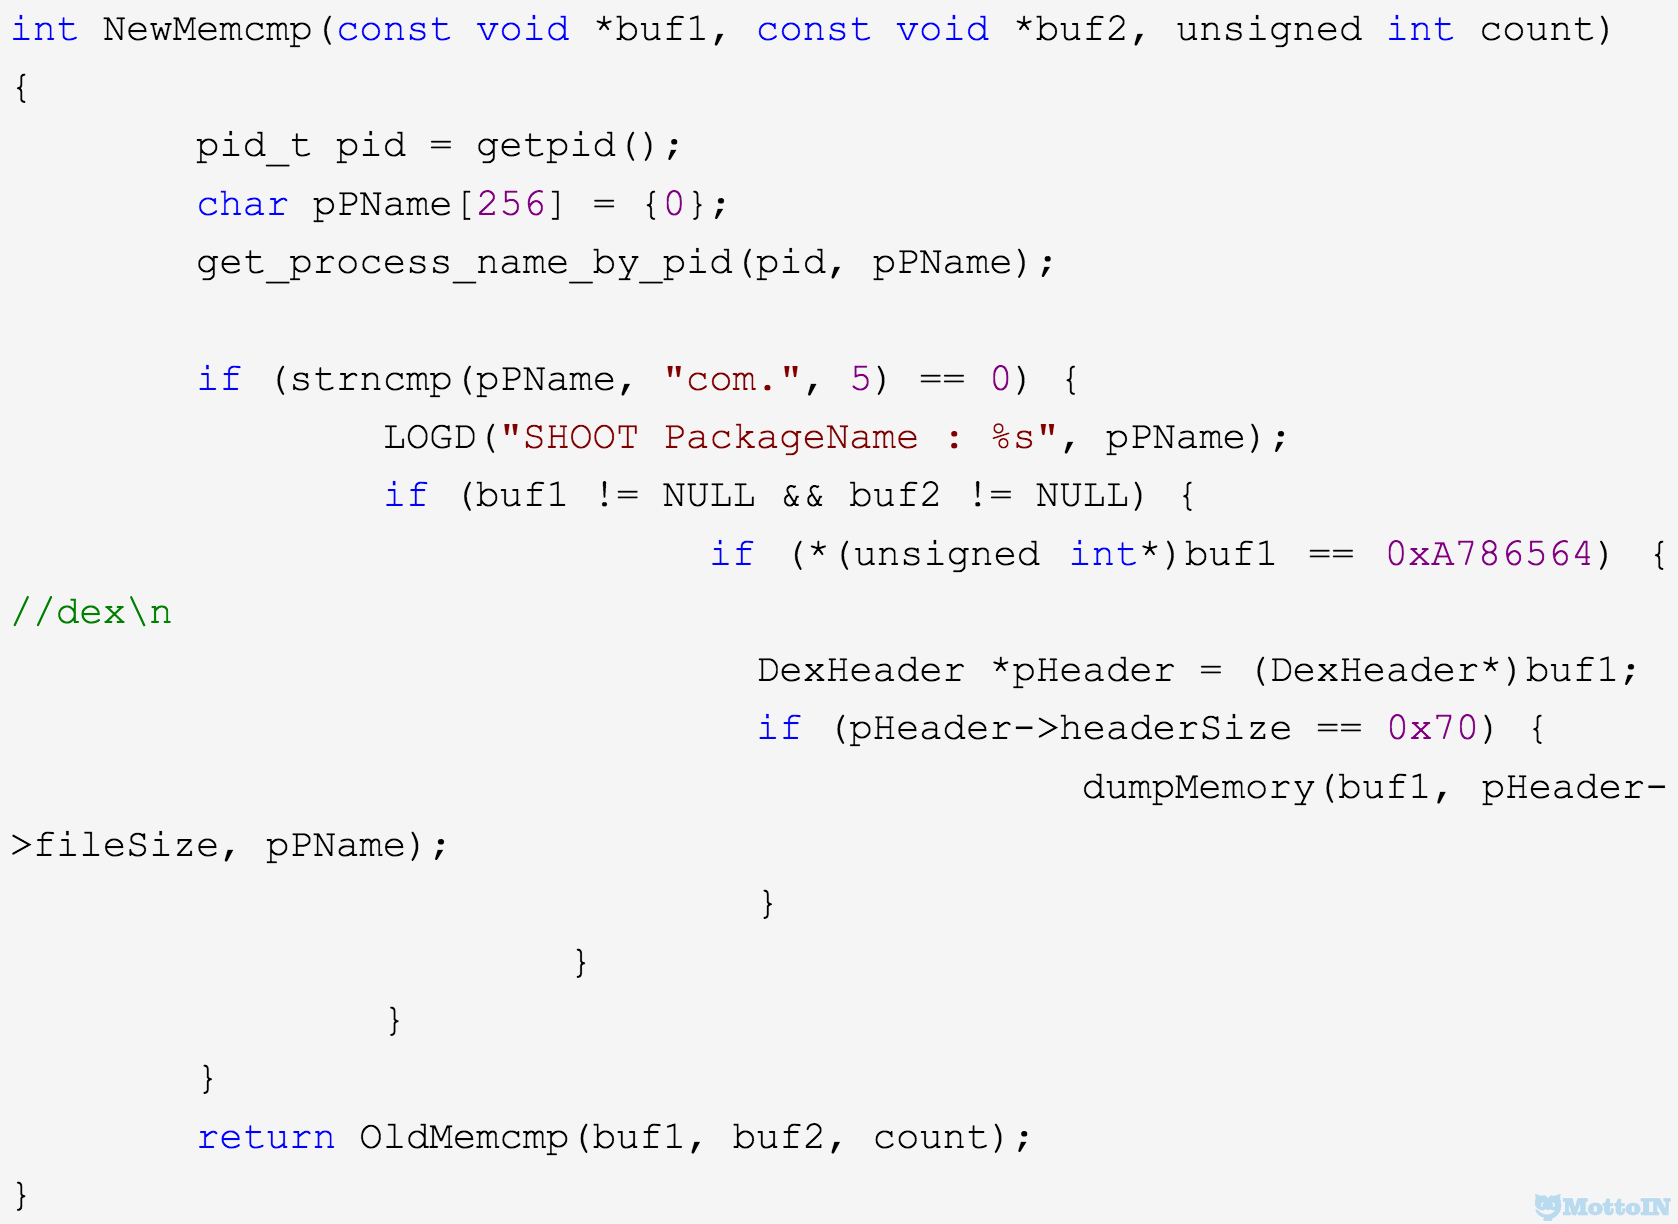 int NewMemcmp(const void *buf1, const void *buf2, unsigned int count)
{
pid_t pid = getpid();
char pPName[256] = {0};
get_process_name_by_pid(pid, pPName);
if (strncmp(pPName, "com.", 5) == 0) {
LOGD("SHOOT PackageName : %s", pPName);
if (buf1 != NULL && buf2 != NULL) {
if (*(unsigned int*)buf1 == 0xA786564) {
//dex\n
DexHeader *pHeader = (DexHeader*)buf1;
if (pHeader->headerSize == 0x70) {
dumpMemory(buf1, pHeader-
>fileSize, pPName);
}
}
}
}
return OldMemcmp(buf1, buf2, count);
}
MottoIN